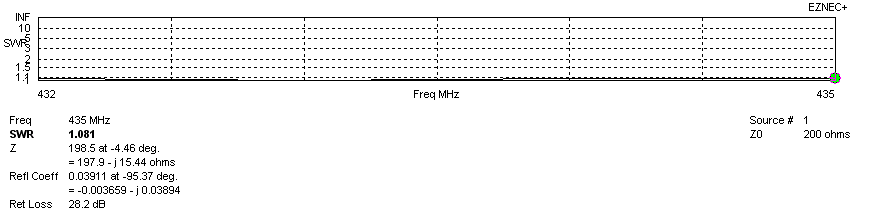 EZNEC+
INF
10
5
SWR
3
2
1.5
1.1
1
432 Freq MHz 435
Freq 435 MHz Source # 1
SWR 1.081 Z0 200 ohms
Z 198.5 at -4.46 deg.
= 197.9 - j 15.44 ohms
Refl Coeff 0.03911 at -95.37 deg.
= -0.003659 - j 0.03894
Ret Loss 28.2 dB